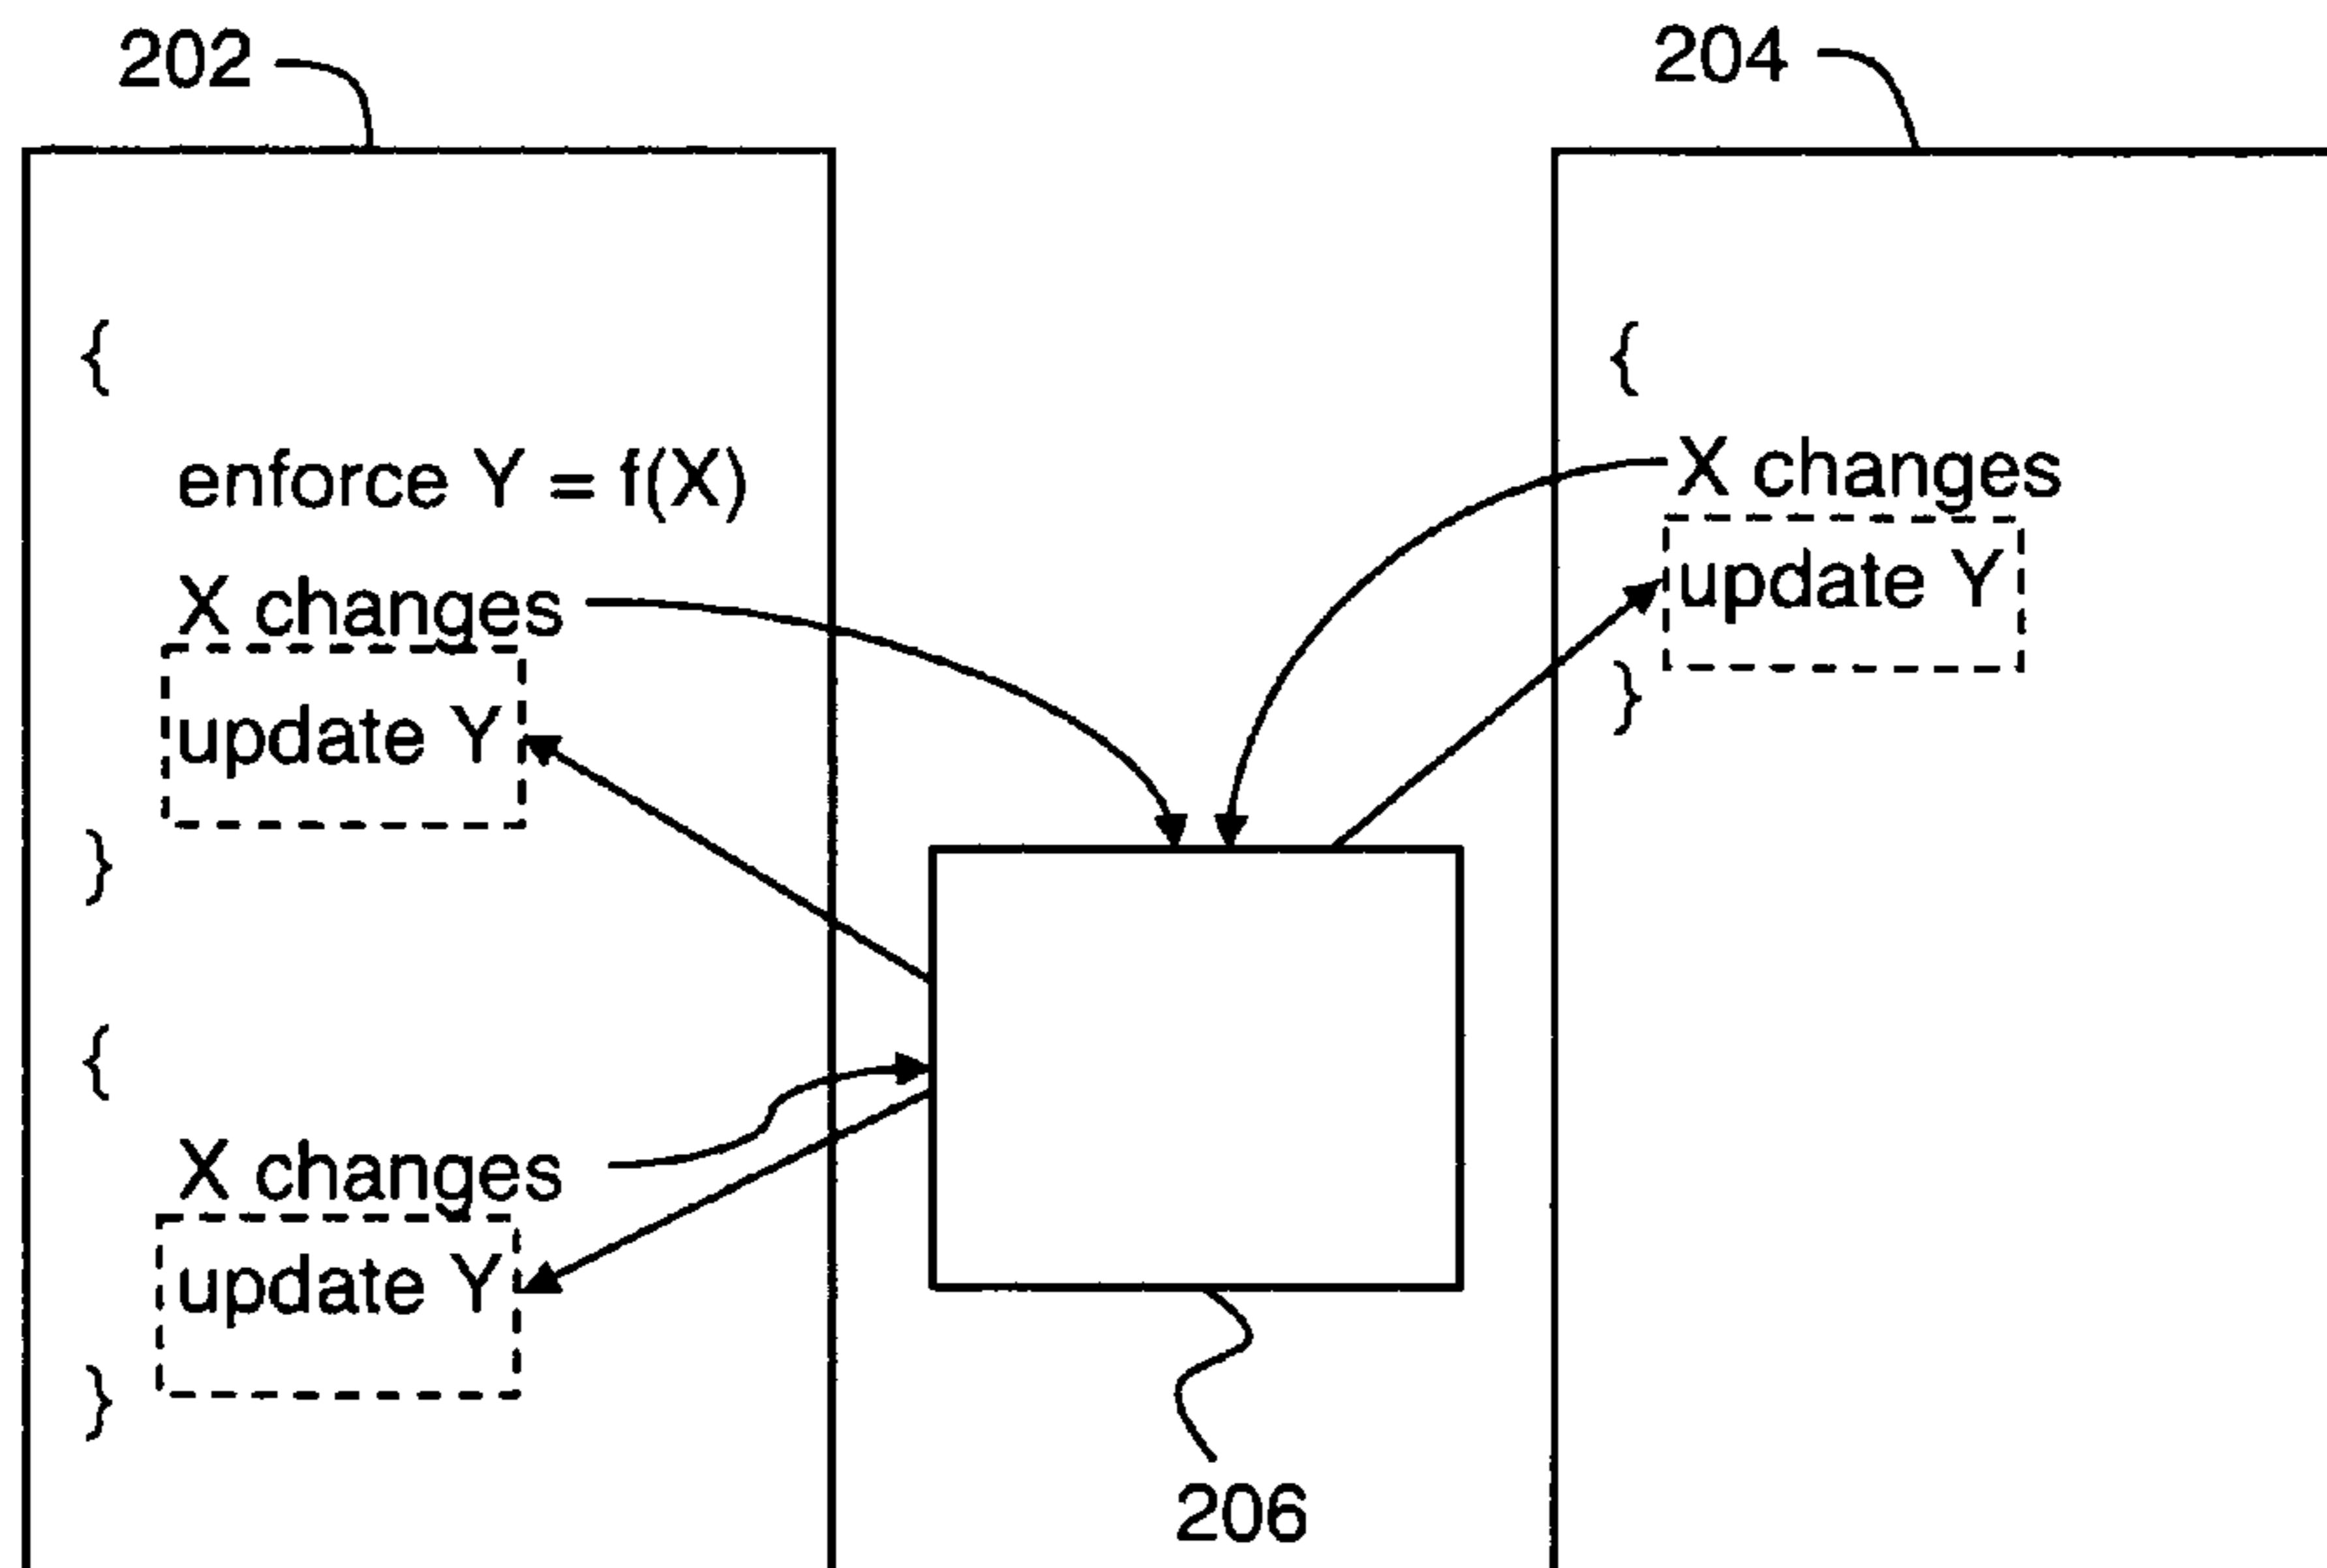 202
204
{
enforce Y = f(X)
X changes
update Y
}
{
X changes
update Y
}
{
X changes
update Y
}
206